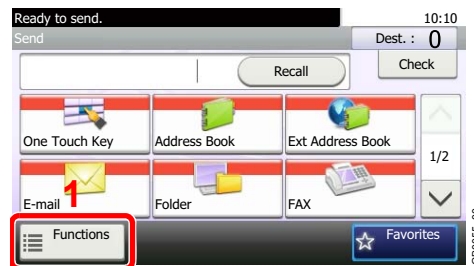 Ready to send.
10:10
Send
Dest. : 0
Recall
Check
One Touch Key
Address Book
Ext Address Book
1/2
E-mail
1
Folder
FAX
Functions
Favorites